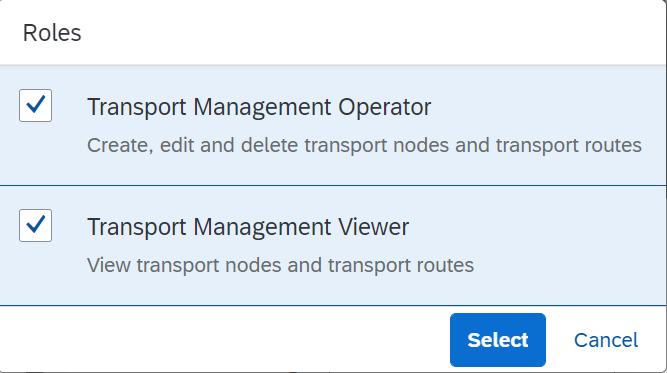 Roles
Transport Management Operator
Create, edit and delete transport nodes and transport routes
Transport Management Viewer
View transport nodes and transport routes
Select Cancel